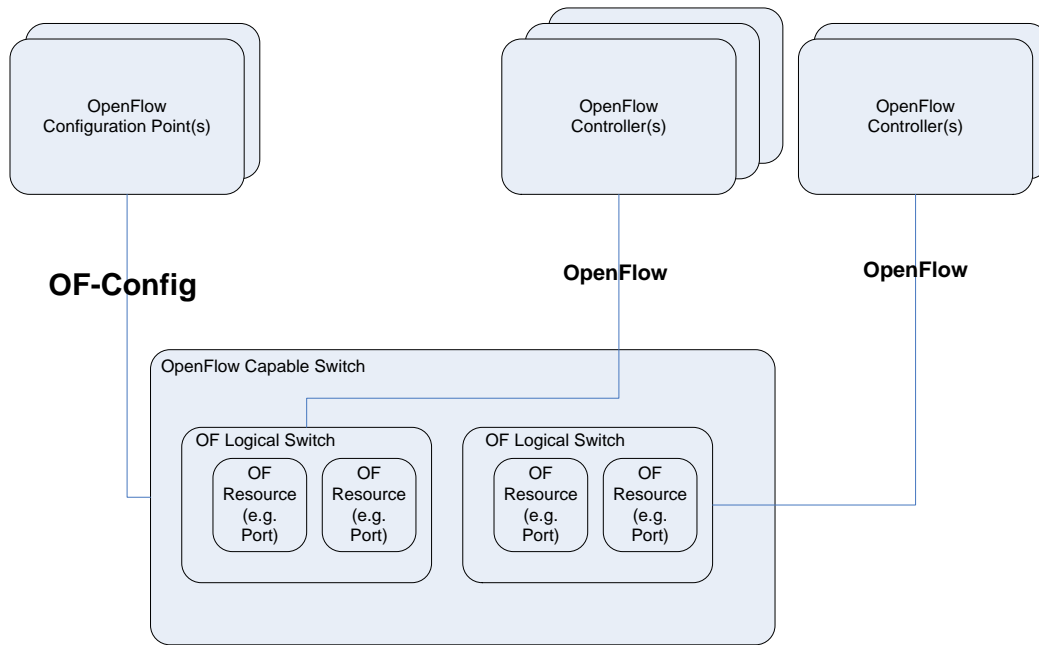 OpenFlow
Configuration Point(s)
OpenFlow
Controller(s)
OpenFlow
Controller(s)
OF-Config
OpenFlow
OpenFlow
OpenFlow Capable Switch
OF Logical Switch
OF
Resource
(e.g.
Port)
OF
Resource
(e.g.
Port)
OF Logical Switch
OF
Resource
(e.g.
Port)
OF
Resource
(e.g.
Port)